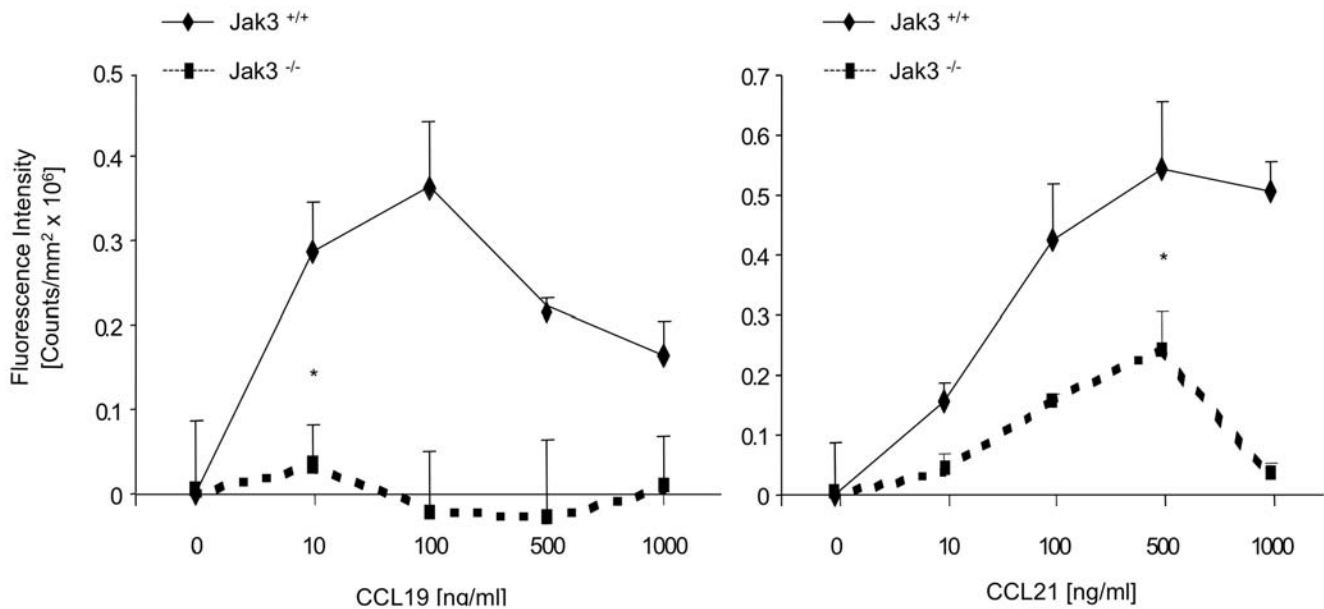 Jak3 +/+
Jak3 -/-
0.5
0.4
0.3
0.2
0.1
0
Fluorescence Intensity
[Counts/mm² x 10⁶]
*
0 10 100 500 1000
CCL19 [ng/ml]
Jak3 +/+
Jak3 -/-
0.7
0.6
0.5
0.4
0.3
0.2
0.1
0
*
0 10 100 500 1000
CCL21 [ng/ml]